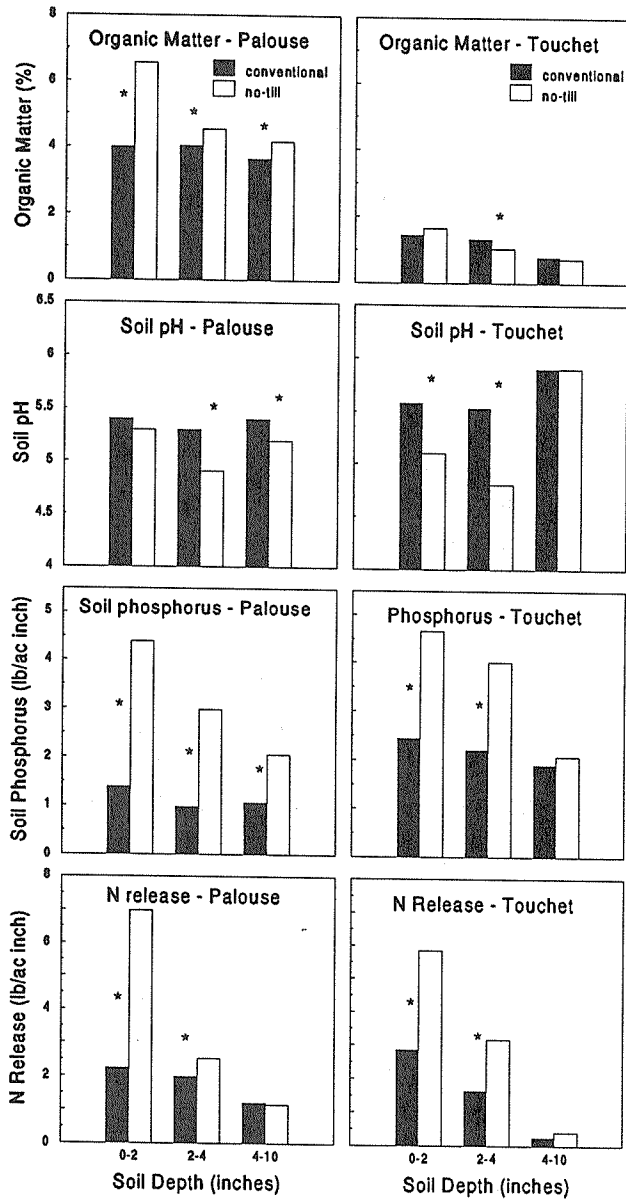 Organic Matter - Palouse
conventional
no-till
Organic Matter (%)
8
6
4
2
0
*
*
*
Organic Matter - Touchet
conventional
no-till
*
Soil pH - Palouse
Soil pH
6.5
6
5.5
5
4.5
4
*
*
Soil pH - Touchet
*
*
Soil phosphorus - Palouse
Soil Phosphorus (lb/ac inch)
5
4
3
2
1
0
*
*
*
Phosphorus - Touchet
*
*
N release - Palouse
N Release (lb/ac inch)
8
6
4
2
0
*
*
0-2
2-4
4-10
Soil Depth (inches)
N Release - Touchet
*
*
0-2
2-4
4-10
Soil Depth (inches)